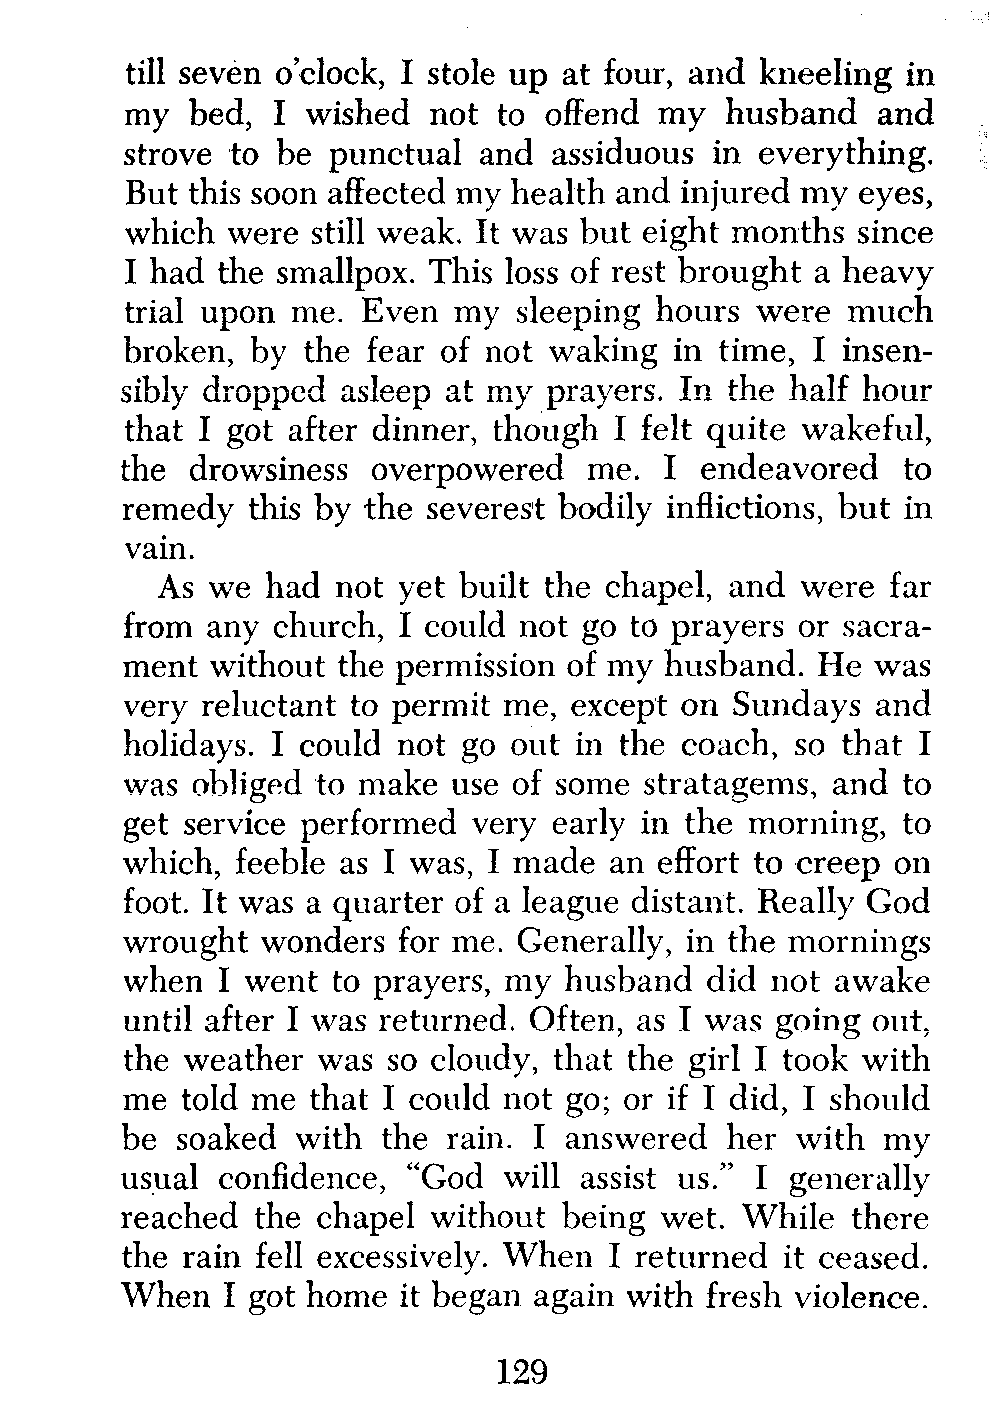 till seven o'clock, I stole up at four, and kneeling in
my bed, I wished not to offend my husband and
strove to be punctual and assiduous in everything.
But this soon affected my health and injured my eyes,
which were still weak. It was but eight months since
I had the smallpox. This loss of rest brought a heavy
trial upon me. Even my sleeping hours were much
broken, by the fear of not waking in time, I insen-
sibly dropped asleep at my prayers. In the half hour
that I got after dinner, though I felt quite wakeful,
the drowsiness overpowered me. I endeavored to
remedy this by the severest bodily inflictions, but in
vain.
As we had not yet built the chapel, and were far
from any church, I could not go to prayers or sacra-
ment without the permission of my husband. He was
very reluctant to permit me, except on Sundays and
holidays. I could not go out in the coach, so that I
was obliged to make use of some stratagems, and to
get service performed very early in the morning, to
which, feeble as I was, I made an effort to creep on
foot. It was a quarter of a league distant. Really God
wrought wonders for me. Generally, in the mornings
when I went to prayers, my husband did not awake
until after I was returned. Often, as I was going out,
the weather was so cloudy, that the girl I took with
me told me that I could not go; or if I did, I should
be soaked with the rain. I answered her with my
usual confidence, “God will assist us.” I generally
reached the chapel without being wet. While there
the rain fell excessively. When I returned it ceased.
When I got home it began again with fresh violence.
129